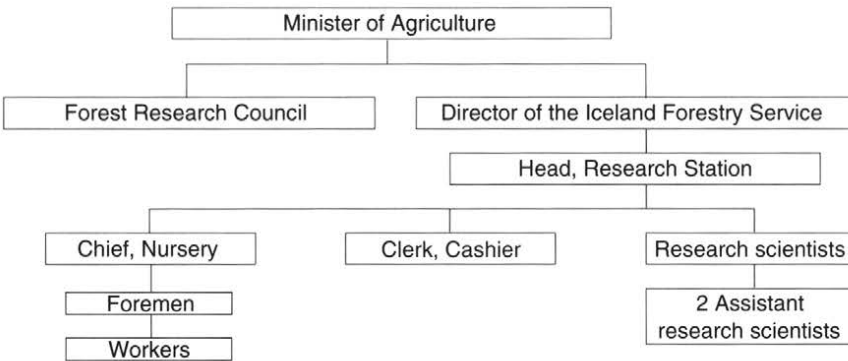 Minister of Agriculture
Forest Research Council
Director of the Iceland Forestry Service
Head, Research Station
Chief, Nursery
Clerk, Cashier
Research scientists
Foremen
2 Assistant
research scientists
Workers